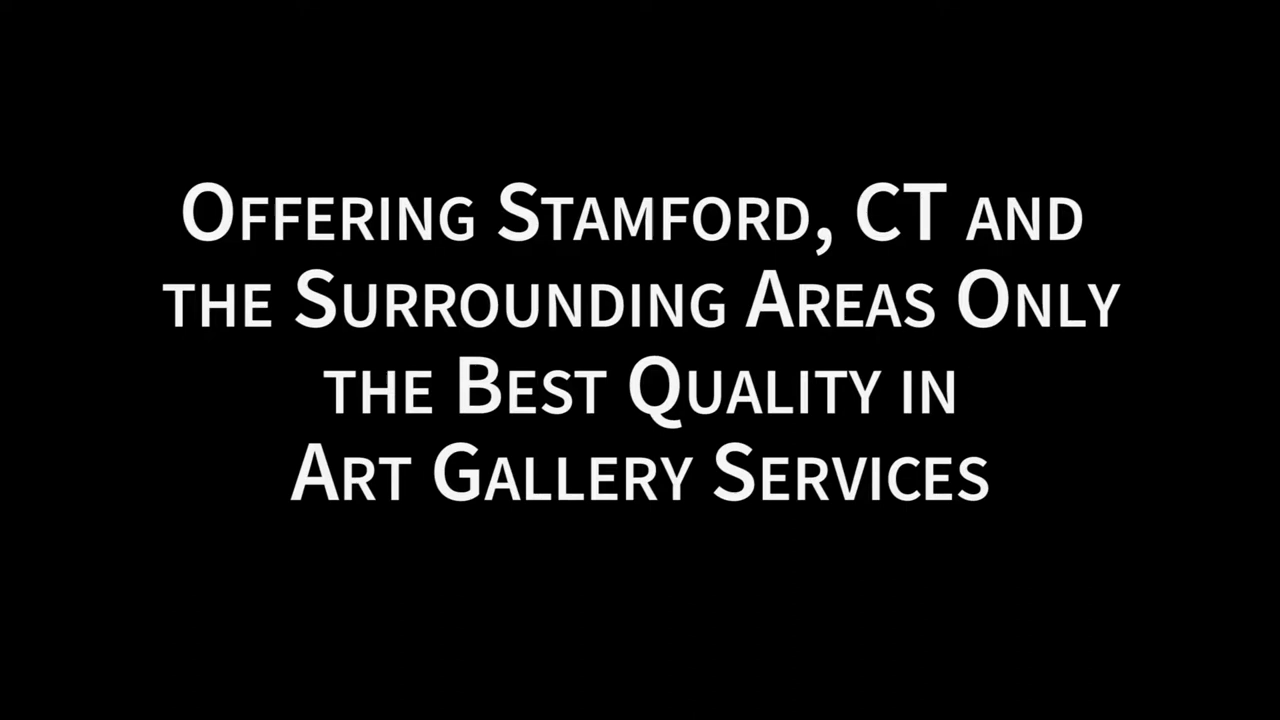 Offering Stamford, CT and
the Surrounding Areas Only
the Best Quality in
Art Gallery Services